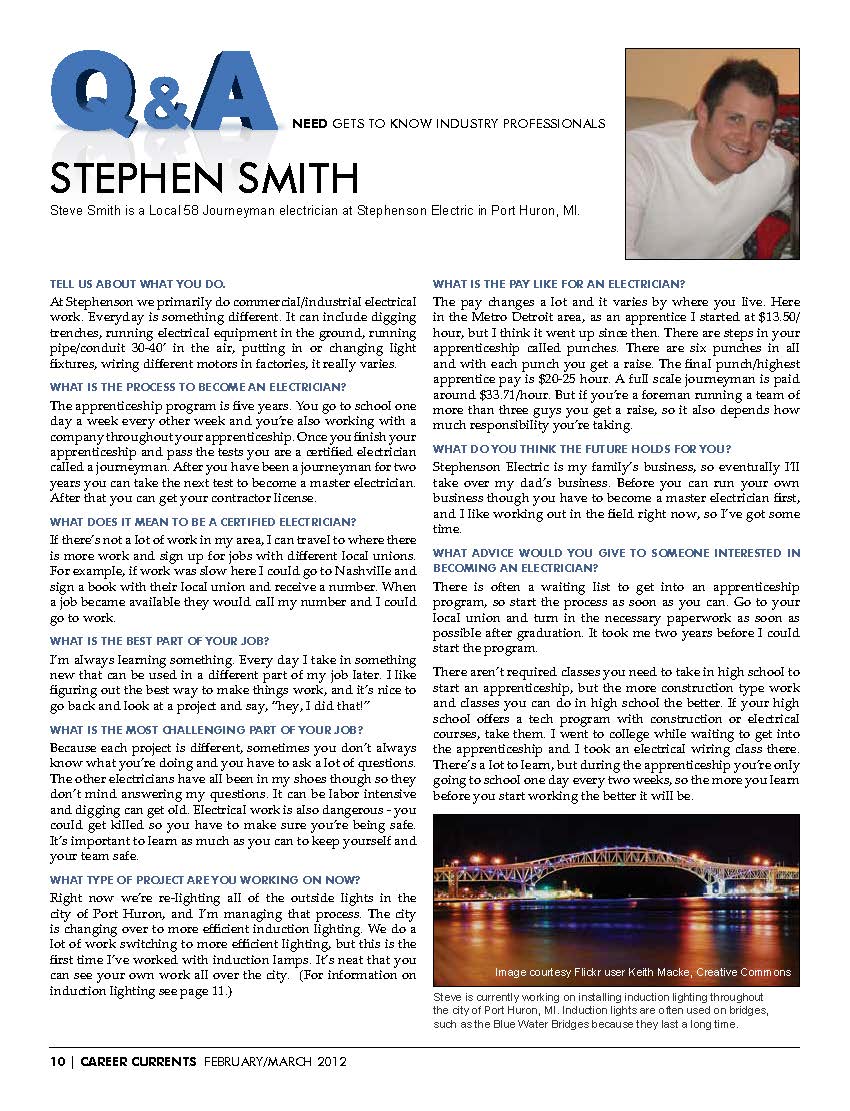 Q&A
NEED GETS TO KNOW INDUSTRY PROFESSIONALS
STEPHEN SMITH
Steve Smith is a Local 58 Journeyman electrician at Stephenson Electric in Port Huron, MI.
TELL US ABOUT WHAT YOU DO.
At Stephenson we primarily do commercial/industrial electrical
work. Everyday is something different. It can include digging
trenches, running electrical equipment in the ground, running
pipe/conduit 30-40' in the air, putting in or changing light
fixtures, wiring different motors in factories, it really varies.
WHAT IS THE PROCESS TO BECOME AN ELECTRICIAN?
The apprenticeship program is five years. You go to school one
day a week every other week and you're also working with a
company throughout your apprenticeship. Once you finish your
apprenticeship and pass the tests you are a certified electrician
called a journeyman. After you have been a journeyman for two
years you can take the next test to become a master electrician.
After that you can get your contractor license.
WHAT DOES IT MEAN TO BE A CERTIFIED ELECTRICIAN?
If there's not a lot of work in my area, I can travel to where there
is more work and sign up for jobs with different local unions.
For example, if work was slow here I could go to Nashville and
sign a book with their local union and receive a number. When
a job became available they would call my number and I could
go to work.
WHAT IS THE BEST PART OF YOUR JOB?
I'm always learning something. Every day I take in something
new that can be used in a different part of my job later. I like
figuring out the best way to make things work, and it's nice to
go back and look at a project and say, "hey, I did that!"
WHAT IS THE MOST CHALLENGING PART OF YOUR JOB?
Because each project is different, sometimes you don't always
know what you're doing and you have to ask a lot of questions.
The other electricians have all been in my shoes though so they
don't mind answering my questions. It can be labor intensive
and digging can get old. Electrical work is also dangerous - you
could get killed so you have to make sure you're being safe.
It's important to learn as much as you can to keep yourself and
your team safe.
WHAT TYPE OF PROJECT ARE YOU WORKING ON NOW?
Right now we're re-lighting all of the outside lights in the
city of Port Huron, and I'm managing that process. The city
is changing over to more efficient induction lighting. We do a
lot of work switching to more efficient lighting, but this is the
first time I've worked with induction lamps. It's neat that you
can see your own work all over the city. (For information on
induction lighting see page 11.)
WHAT IS THE PAY LIKE FOR AN ELECTRICIAN?
The pay changes a lot and it varies by where you live. Here
in the Metro Detroit area, as an apprentice I started at $13.50/
hour, but I think it went up since then. There are steps in your
apprenticeship called punches. There are six punches in all
and with each punch you get a raise. The final punch/highest
apprentice pay is $20-25 hour. A full scale journeyman is paid
around $33.71/hour. But if you're a foreman running a team of
more than three guys you get a raise, so it also depends how
much responsibility you're taking.
WHAT DO YOU THINK THE FUTURE HOLDS FOR YOU?
Stephenson Electric is my family's business, so eventually I'll
take over my dad's business. Before you can run your own
business though you have to become a master electrician first,
and I like working out in the field right now, so I've got some
time.
WHAT ADVICE WOULD YOU GIVE TO SOMEONE INTERESTED IN
BECOMING AN ELECTRICIAN?
There is often a waiting list to get into an apprenticeship
program, so start the process as soon as you can. Go to your
local union and turn in the necessary paperwork as soon as
possible after graduation. It took me two years before I could
start the program.
There aren't required classes you need to take in high school to
start an apprenticeship, but the more construction type work
and classes you can do in high school the better. If your high
school offers a tech program with construction or electrical
courses, take them. I went to college while waiting to get into
the apprenticeship and I took an electrical wiring class there.
There's a lot to learn, but during the apprenticeship you're only
going to school one day every two weeks, so the more you learn
before you start working the better it will be.
Image courtesy Flickr user Keith Macke, Creative Commons
Steve is currently working on installing induction lighting throughout
the city of Port Huron, MI. Induction lights are often used on bridges,
such as the Blue Water Bridges because they last a long time.
10 | CAREER CURRENTS FEBRUARY/MARCH 2012